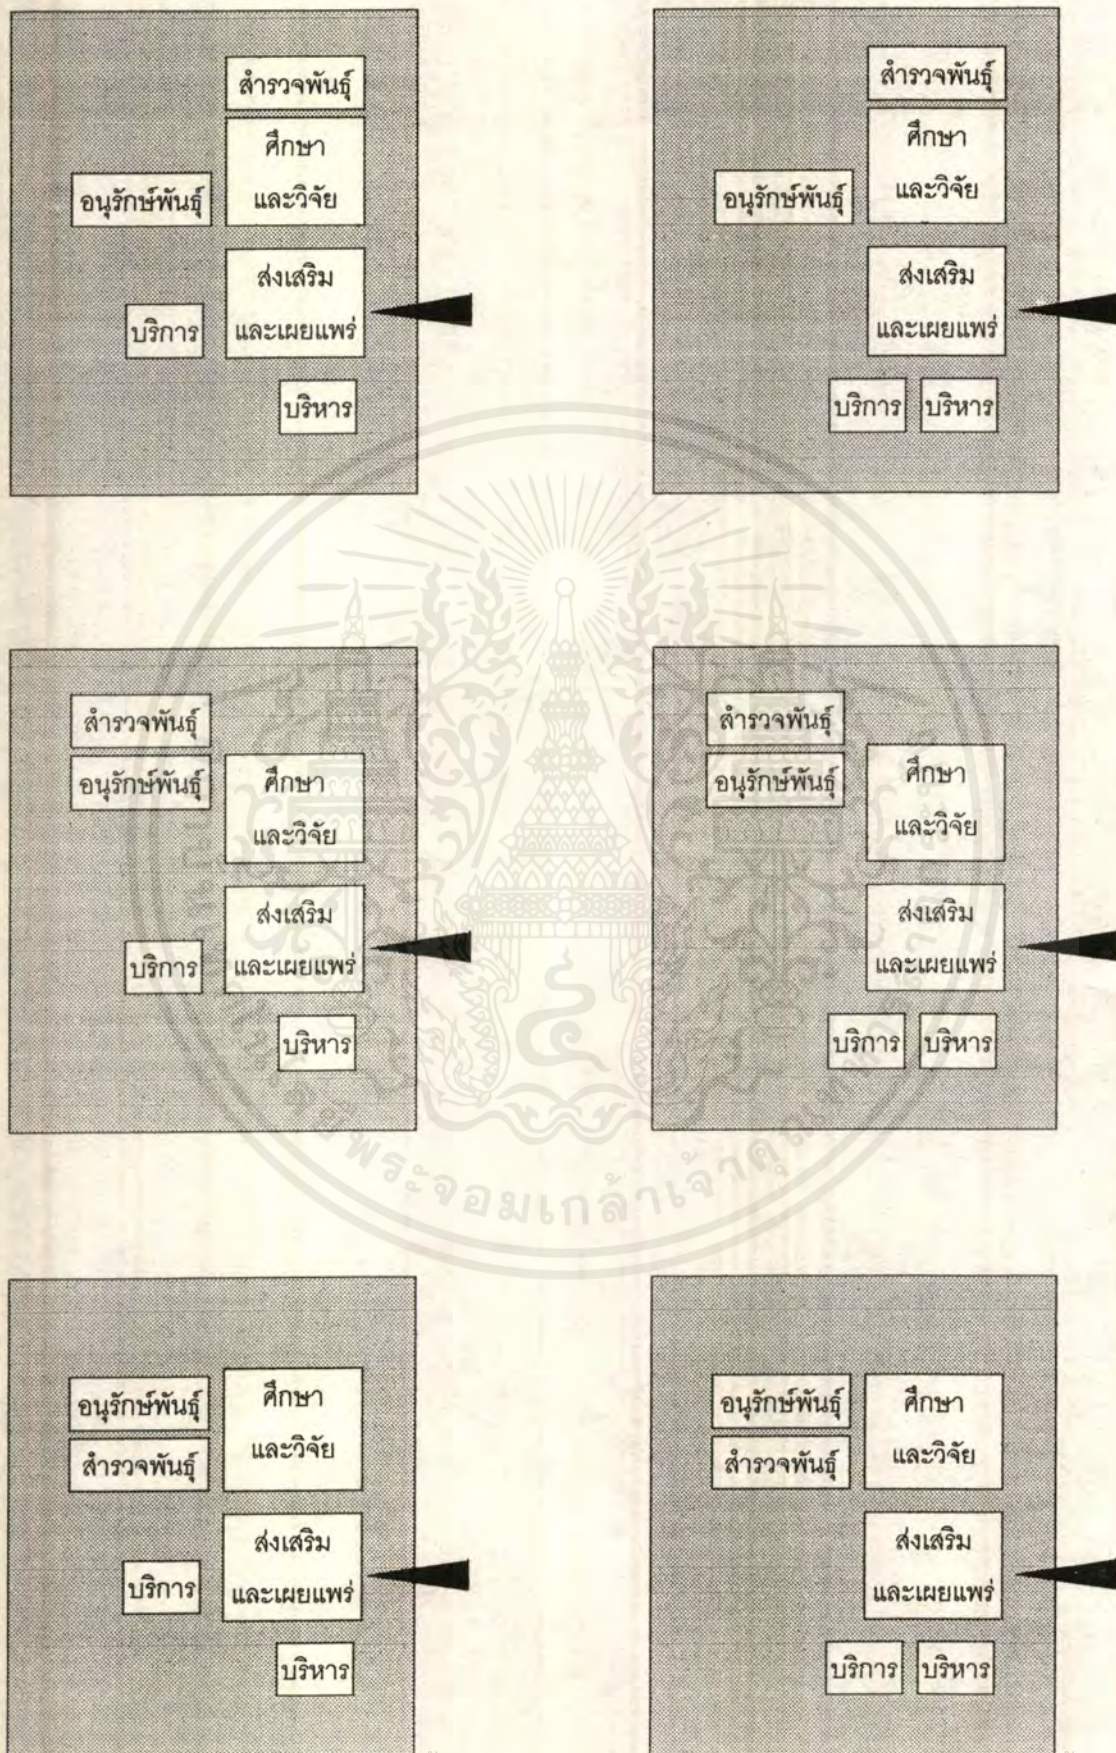 สำรวจพันธุ์
ศึกษา
และวิจัย
อนุรักษ์พันธุ์
ส่งเสริม
และเผยแพร่
บริการ
บริหาร
สำรวจพันธุ์
ศึกษา
และวิจัย
อนุรักษ์พันธุ์
ส่งเสริม
และเผยแพร่
บริการ บริหาร
สำรวจพันธุ์
อนุรักษ์พันธุ์
ศึกษา
และวิจัย
ส่งเสริม
และเผยแพร่
บริการ
บริหาร
สำรวจพันธุ์
อนุรักษ์พันธุ์
ศึกษา
และวิจัย
ส่งเสริม
และเผยแพร่
บริการ บริหาร
อนุรักษ์พันธุ์
สำรวจพันธุ์
ศึกษา
และวิจัย
ส่งเสริม
และเผยแพร่
บริการ
บริหาร
อนุรักษ์พันธุ์
สำรวจพันธุ์
ศึกษา
และวิจัย
ส่งเสริม
และเผยแพร่
บริการ บริหาร